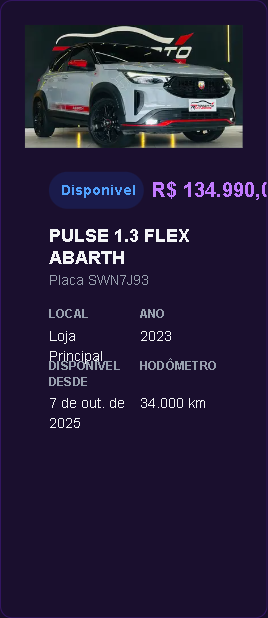 Disponível R$ 134.990,0
PULSE 1.3 FLEX
ABARTH
Placa SWN7J93
LOCAL ANO
Loja 2023
Principal
DISPONÍVEL HODÔMETRO
DESDE
7 de out. de 34.000 km
2025